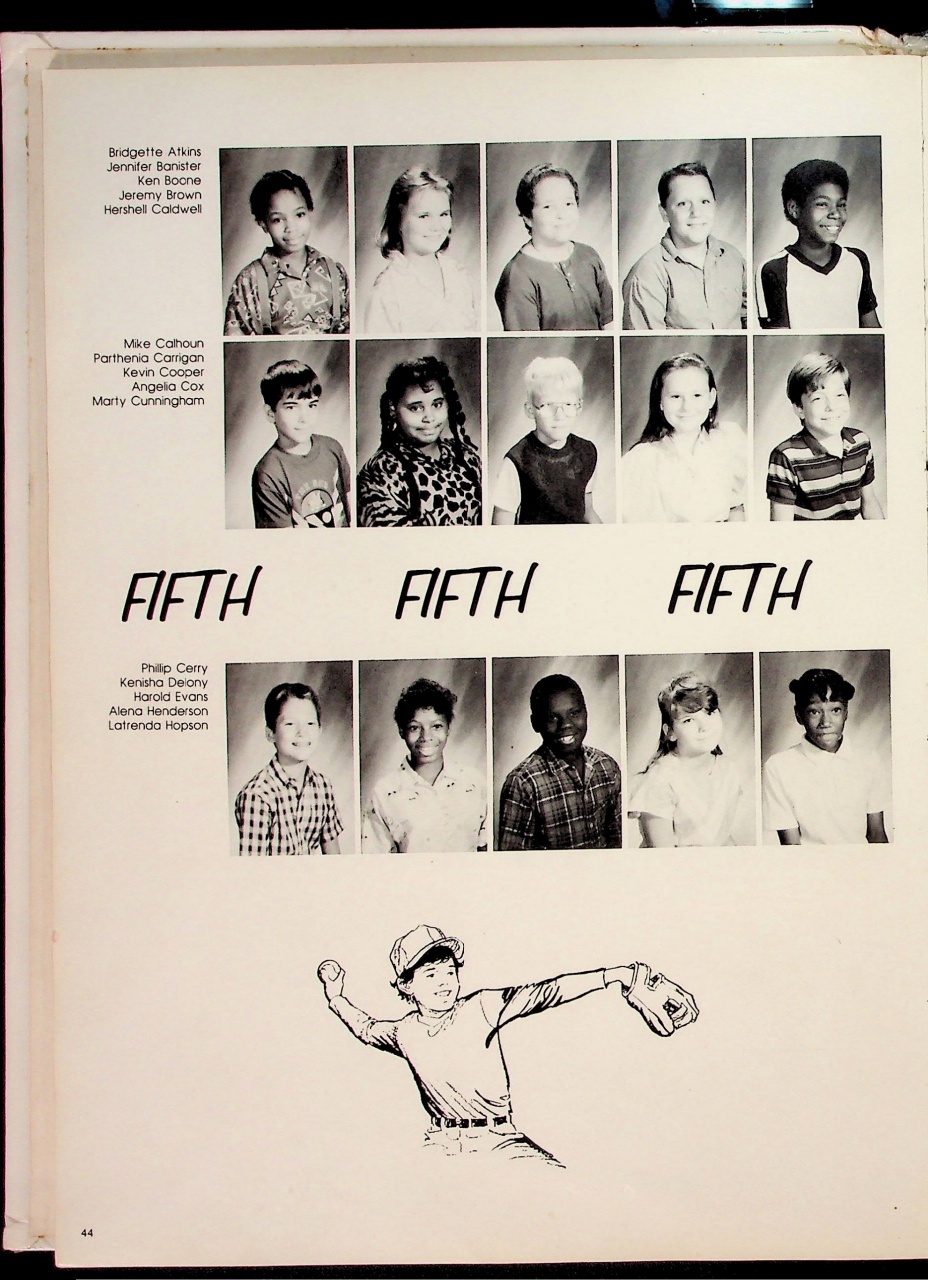 Bridgette Atkins
Jennifer Banister
Ken Boone
Jeremy Brown
Hershell Caldwell
Mike Calhoun
Parthenia Carrigan
Kevin Cooper
Angelia Cox
Marty Cunningham
FIFTH FIFTH FIFTH
Phillip Cerry
Kenisha Delony
Harold Evans
Alena Henderson
Latrenda Hopson
44